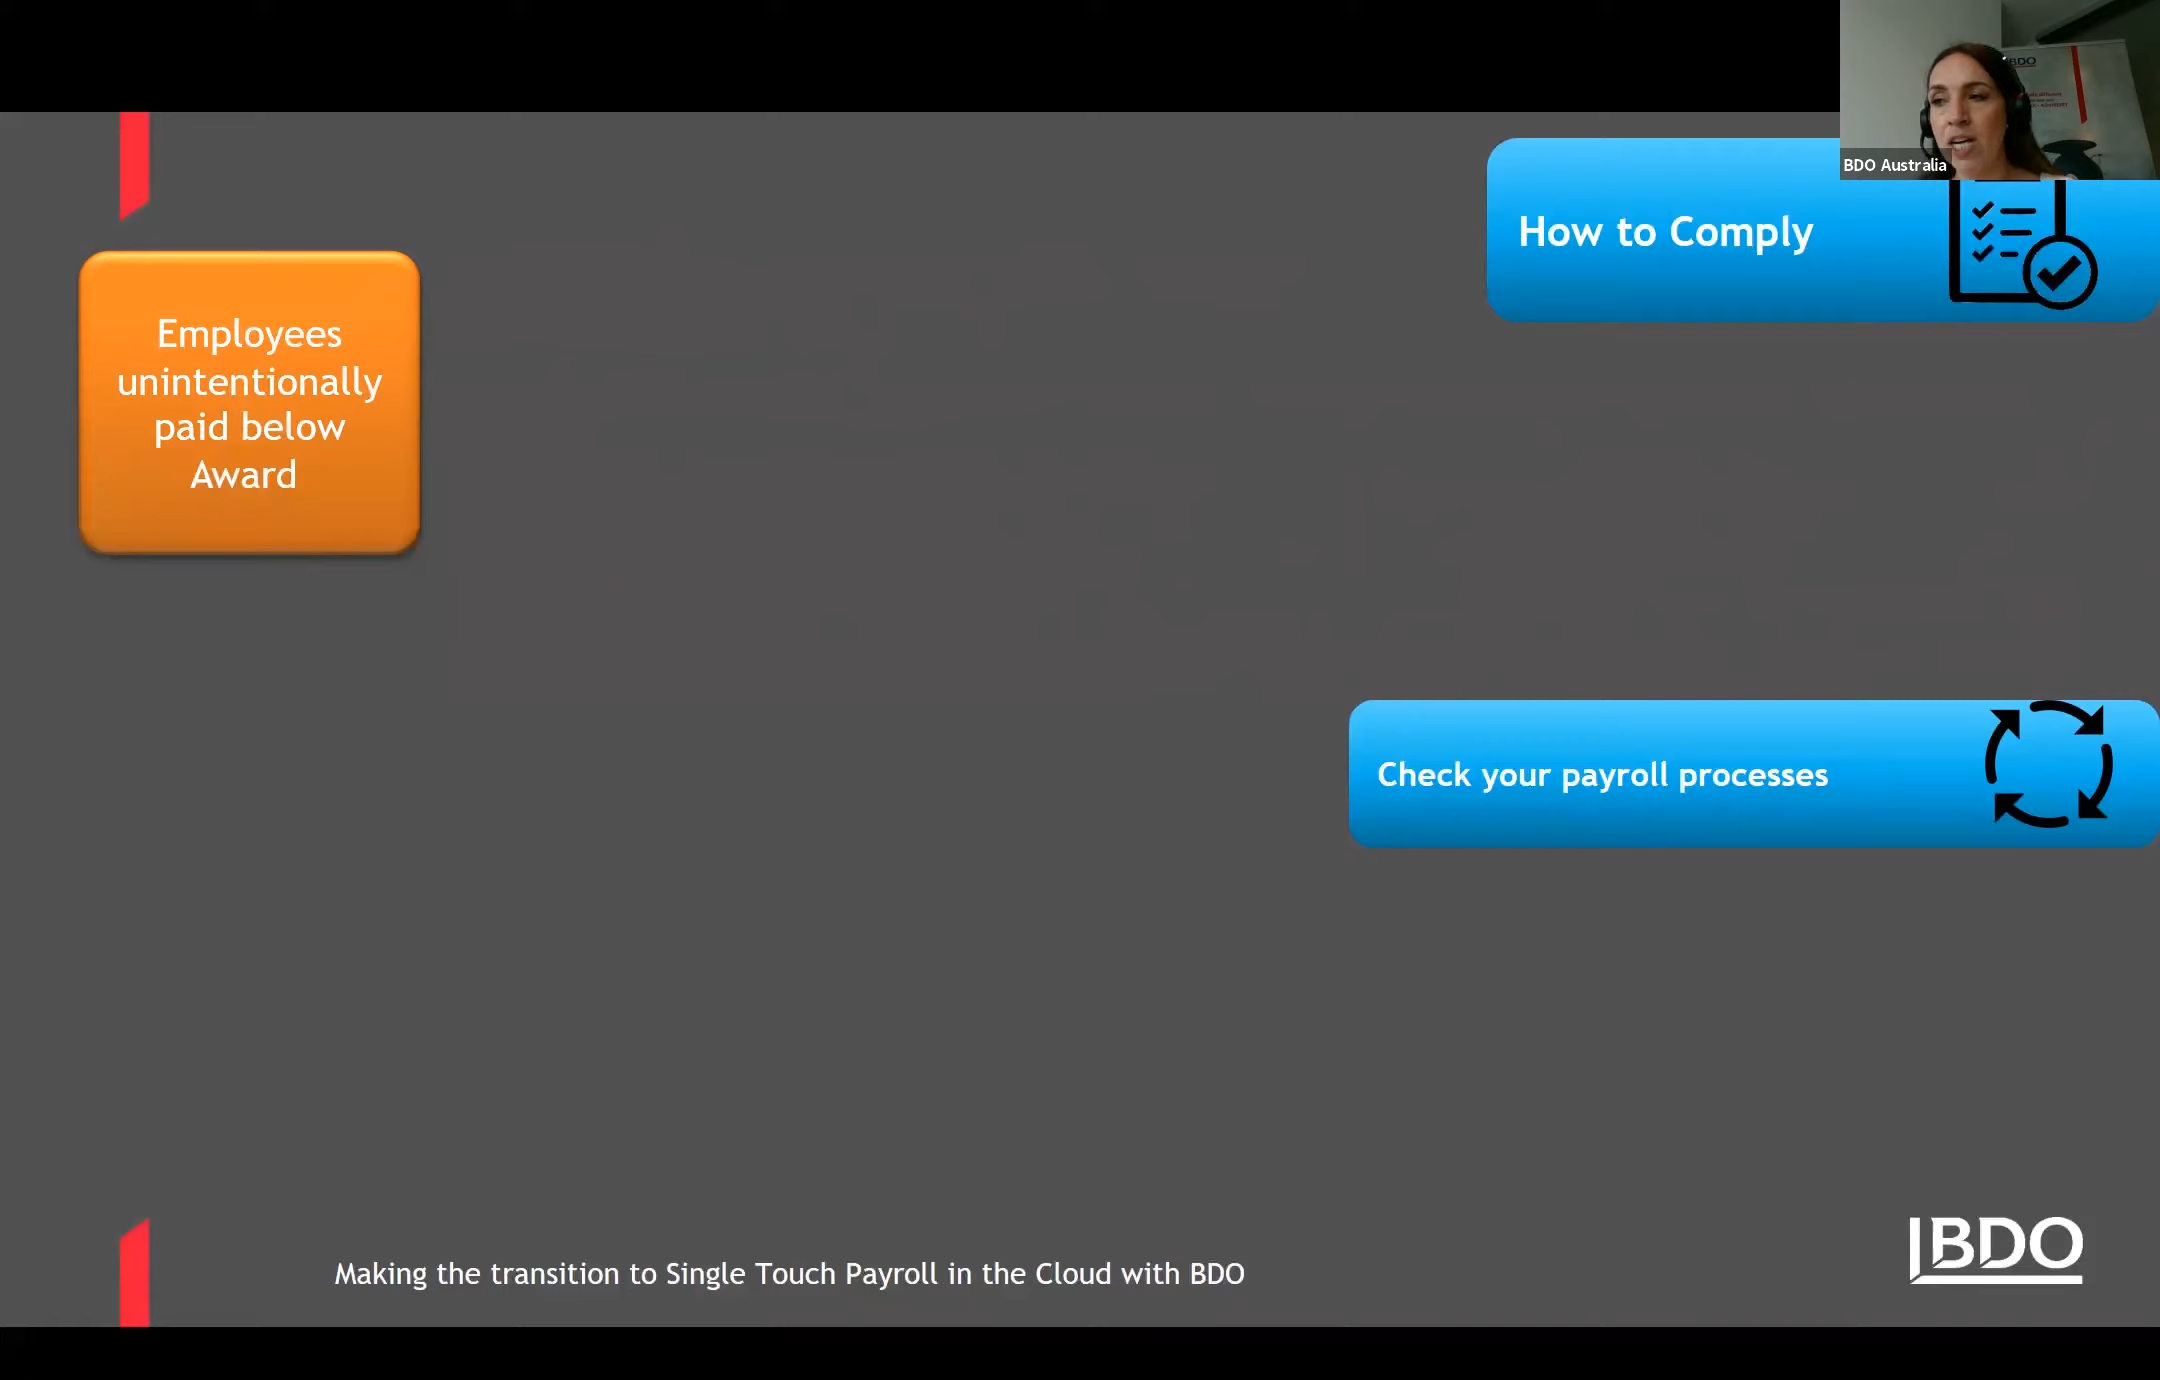 BDO
BDO Australia
How to Comply
Employees
unintentionally
paid below
Award
Check your payroll processes
Making the transition to Single Touch Payroll in the Cloud with BDO
BDO